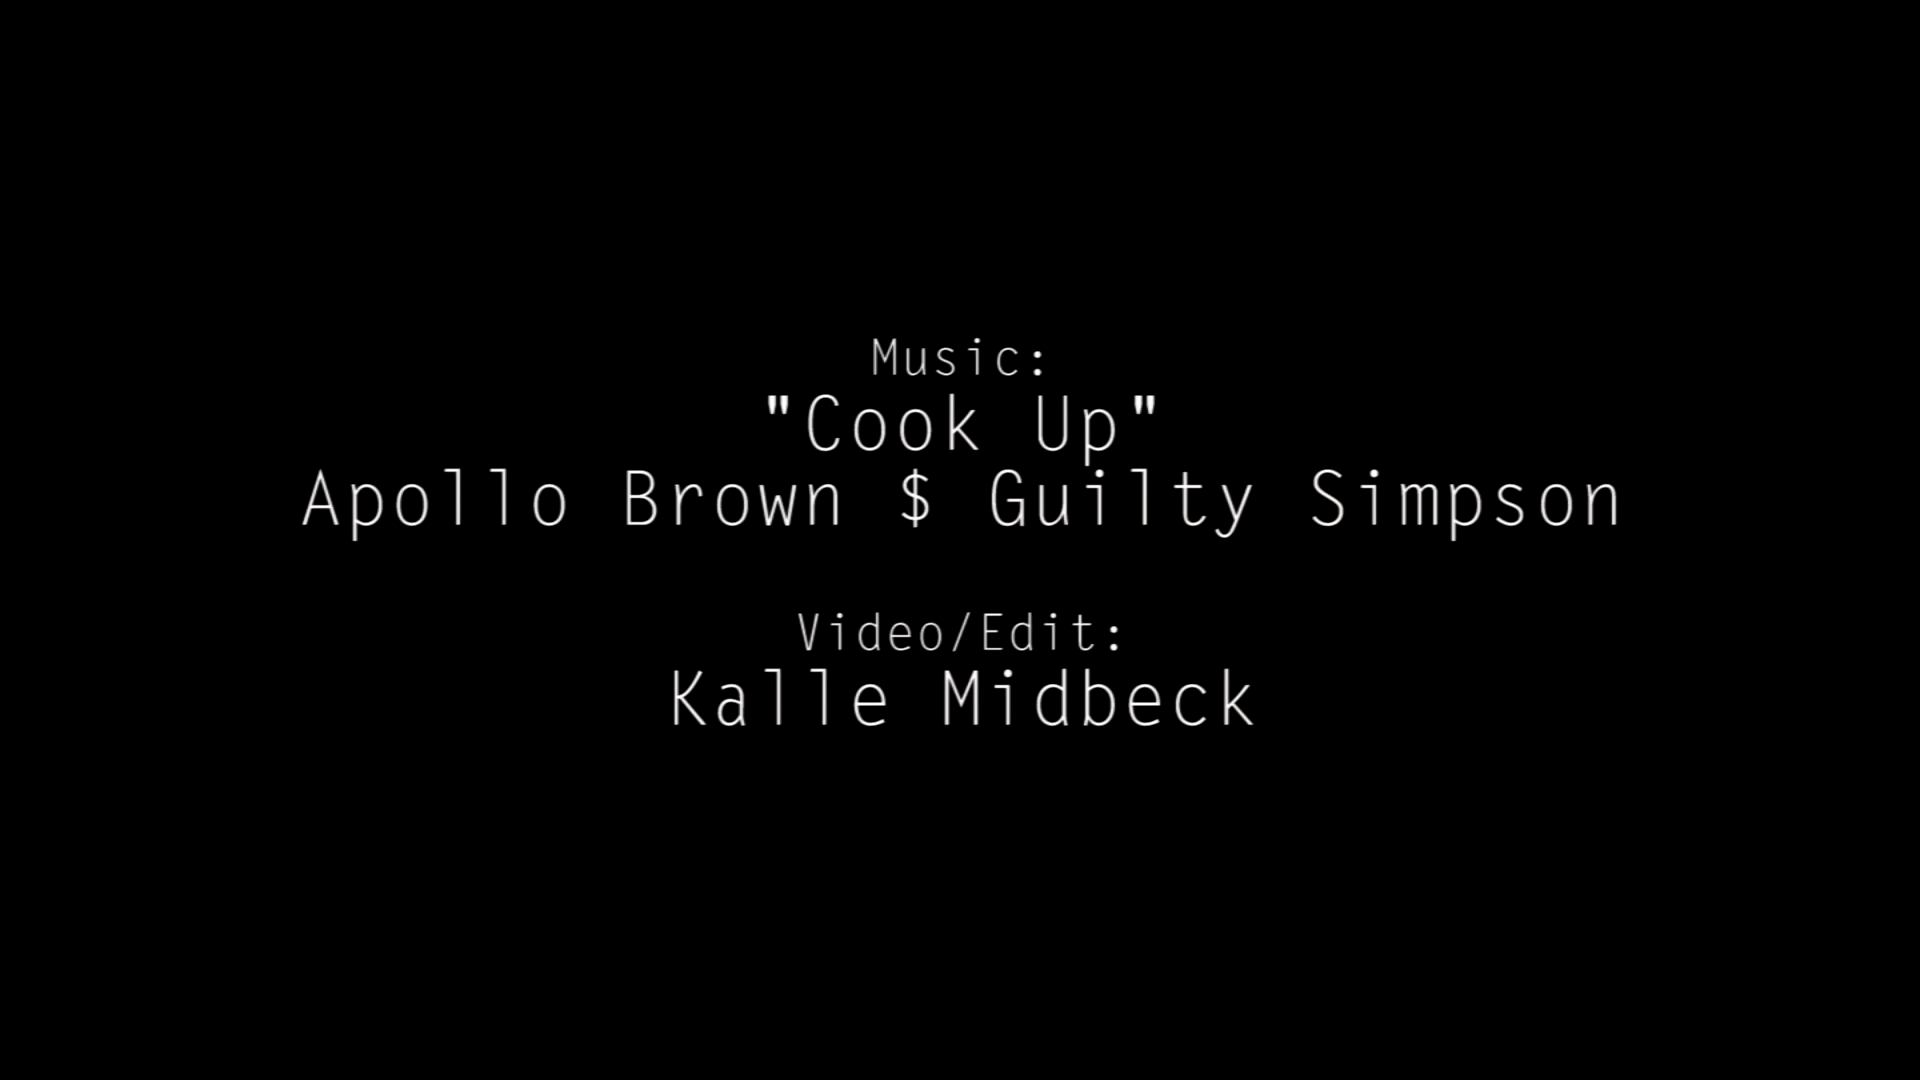 Music:
"Cook Up"
Apollo Brown $ Guilty Simpson
Video/Edit:
Kalle Midbeck